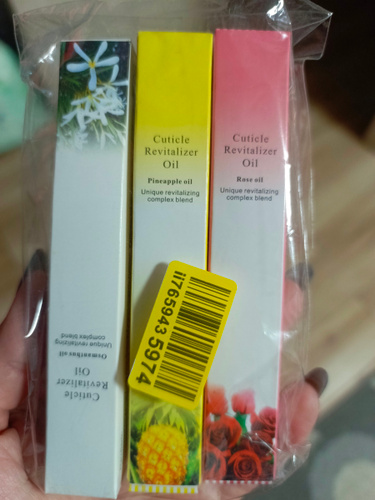 Cuticle
Revitalizer
Oil
Osmanthus oil
Unique revitalizing
complex blend
Cuticle
Revitalizer
Oil
Pineapple oil
Unique revitalizing
complex blend
Cuticle
Revitalizer
Oil
Rose oil
Unique revitalizing
complex blend
ii765943 5974